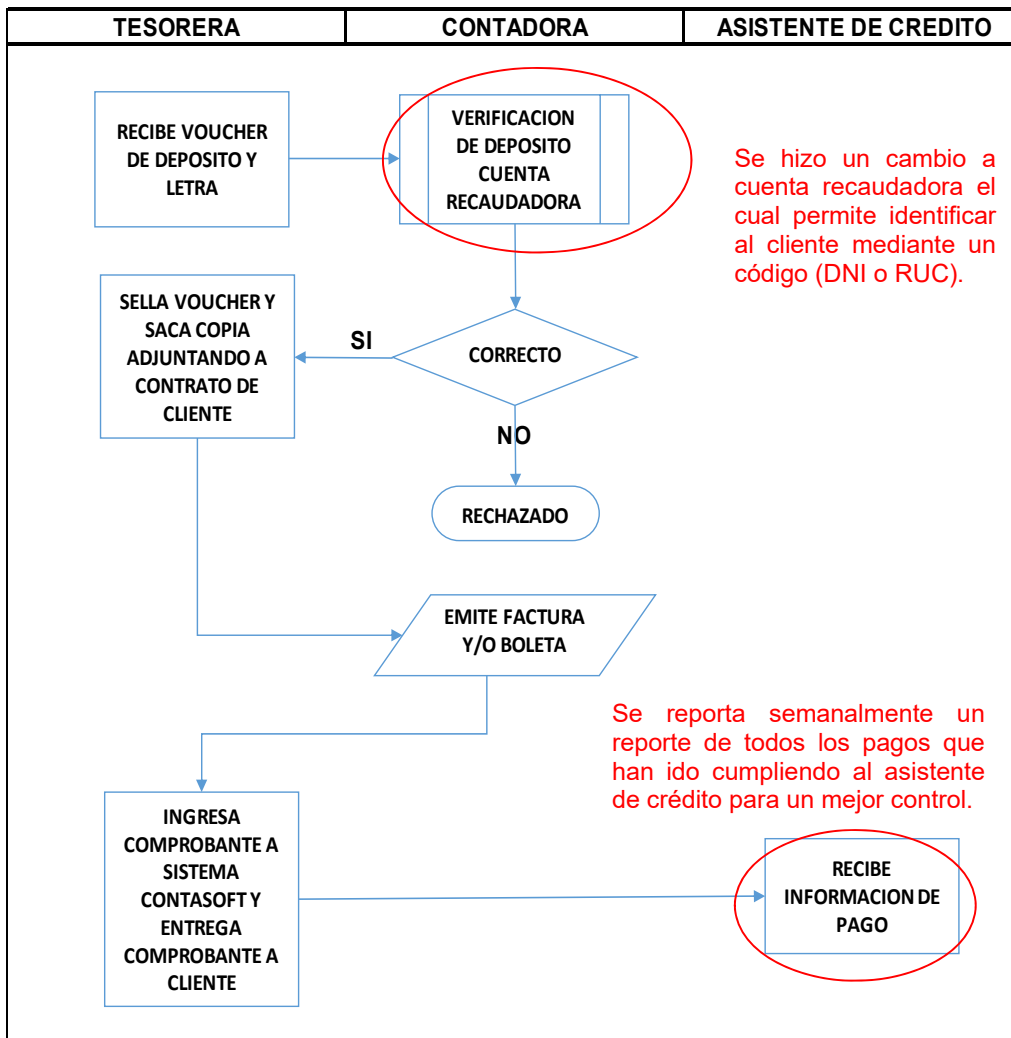 TESORERA
CONTADORA
ASISTENTE DE CREDITO
RECIBE VOUCHER
DE DEPOSITO Y
LETRA
VERIFICACION
DE DEPOSITO
CUENTA
RECAUDADORA
Se hizo un cambio a
cuenta recaudadora el
cual permite identificar
al cliente mediante un
código (DNI o RUC).
SELLA VOUCHER Y
SACA COPIA
ADJUNTANDO A
CONTRATO DE
CLIENTE
SI
CORRECTO
NO
RECHAZADO
EMITE FACTURA
Y/O BOLETA
Se reporta semanalmente un
reporte de todos los pagos que
han ido cumpliendo al asistente
de crédito para un mejor control.
INGRESA
COMPROBANTE A
SISTEMA
CONTASOFT Y
ENTREGA
COMPROBANTE A
CLIENTE
RECIBE
INFORMACION DE
PAGO